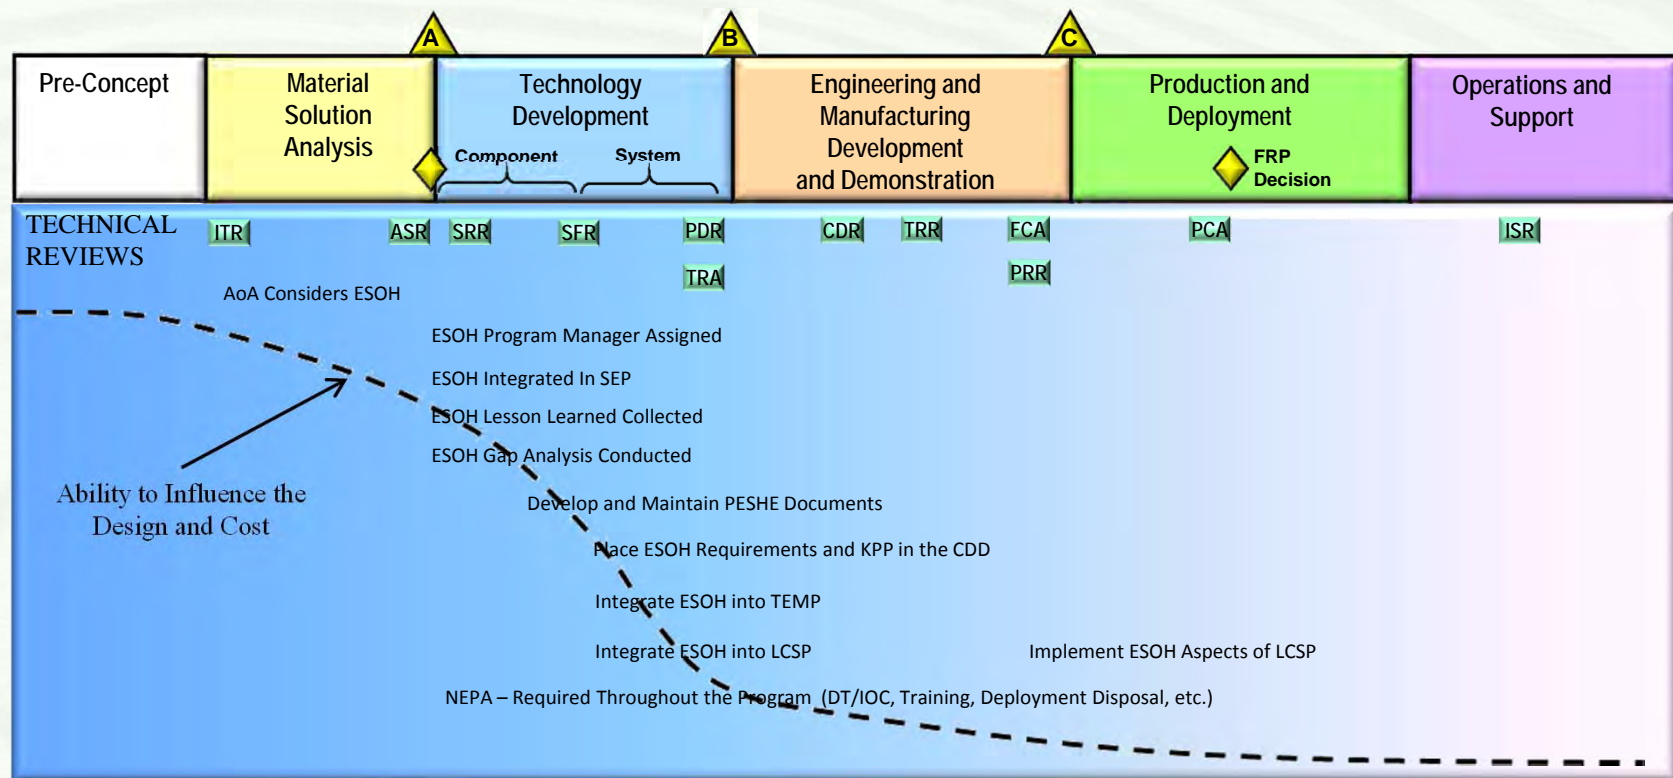 A
B
C
Pre-Concept
Material
Solution
Analysis
Technology
Development
Component
System
Engineering and
Manufacturing
Development
and Demonstration
Production and
Deployment
FRP
Decision
Operations and
Support
TECHNICAL
REVIEWS
ITR
ASR
SRR
SFR
PDR
CDR
TRR
FCA
PCA
ISR
TRA
PRR
AoA Considers ESOH
ESOH Program Manager Assigned
ESOH Integrated In SEP
ESOH Lesson Learned Collected
ESOH Gap Analysis Conducted
Ability to Influence the
Design and Cost
Develop and Maintain PESHE Documents
Place ESOH Requirements and KPP in the CDD
Integrate ESOH into TEMP
Integrate ESOH into LCSP
Implement ESOH Aspects of LCSP
NEPA – Required Throughout the Program (DT/IOC, Training, Deployment Disposal, etc.)